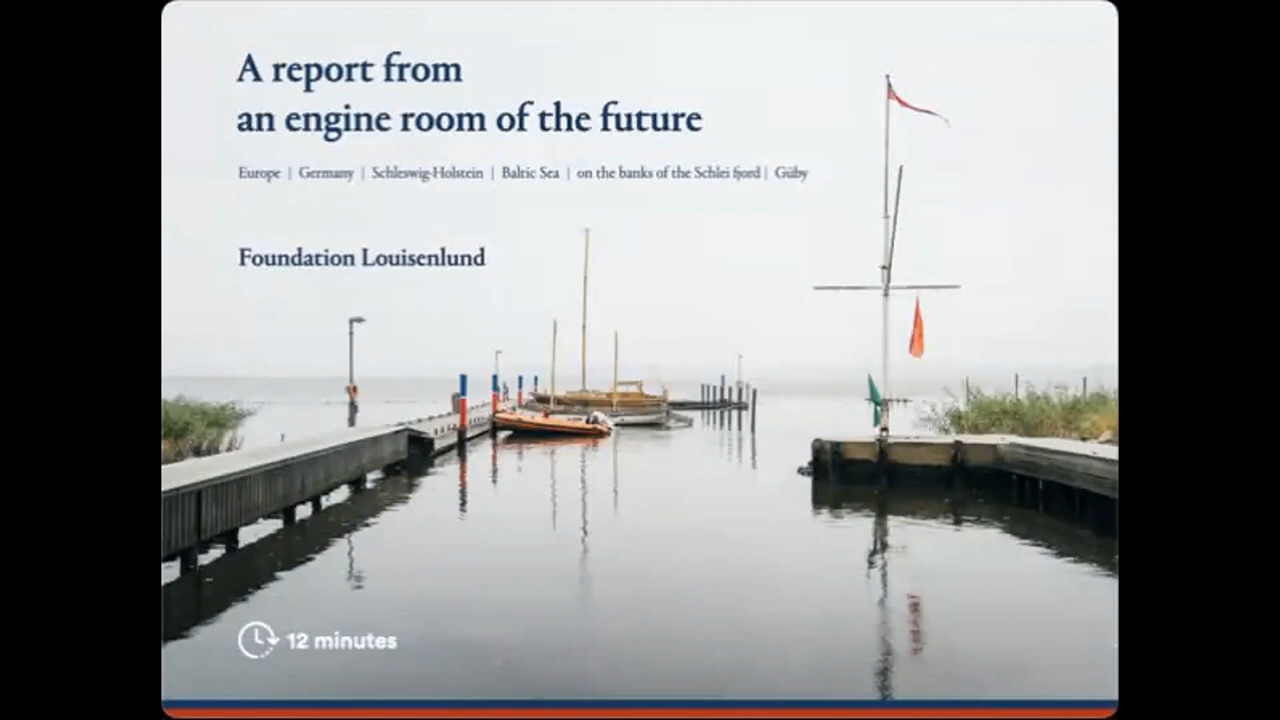 A report from
an engine room of the future
Europe | Germany | Schleswig-Holstein | Baltic Sea | on the banks of the Schlei fjord | Güby
Foundation Louisenlund
12 minutes